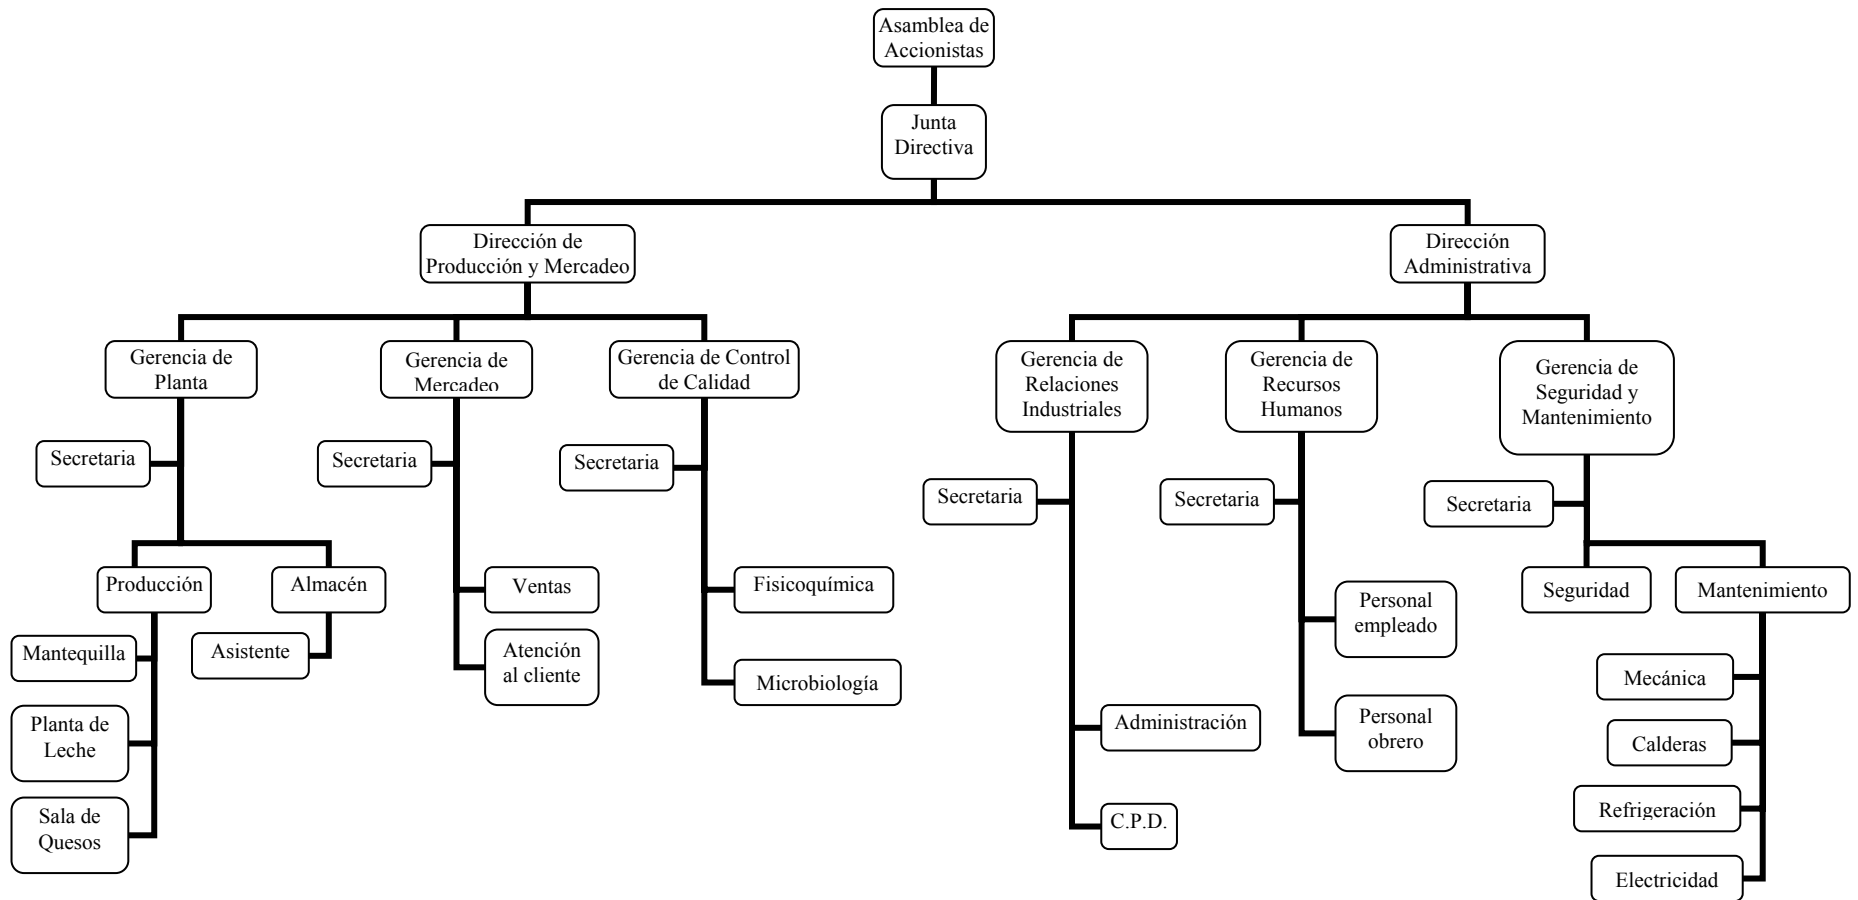 Asamblea de
Accionistas
Junta
Directiva
Dirección de
Producción y Mercadeo
Dirección
Administrativa
Gerencia de
Planta
Gerencia de
Mercadeo
Gerencia de Control
de Calidad
Gerencia de
Relaciones
Industriales
Gerencia de
Recursos
Humanos
Gerencia de
Seguridad y
Mantenimiento
Secretaria
Secretaria
Secretaria
Secretaria
Secretaria
Secretaria
Producción
Almacén
Ventas
Fisicoquímica
Seguridad
Mantenimiento
Mantequilla
Asistente
Atención
al cliente
Microbiología
Personal
empleado
Mecánica
Planta de
Leche
Administración
Personal
obrero
Calderas
Sala de
Quesos
C.P.D.
Refrigeración
Electricidad